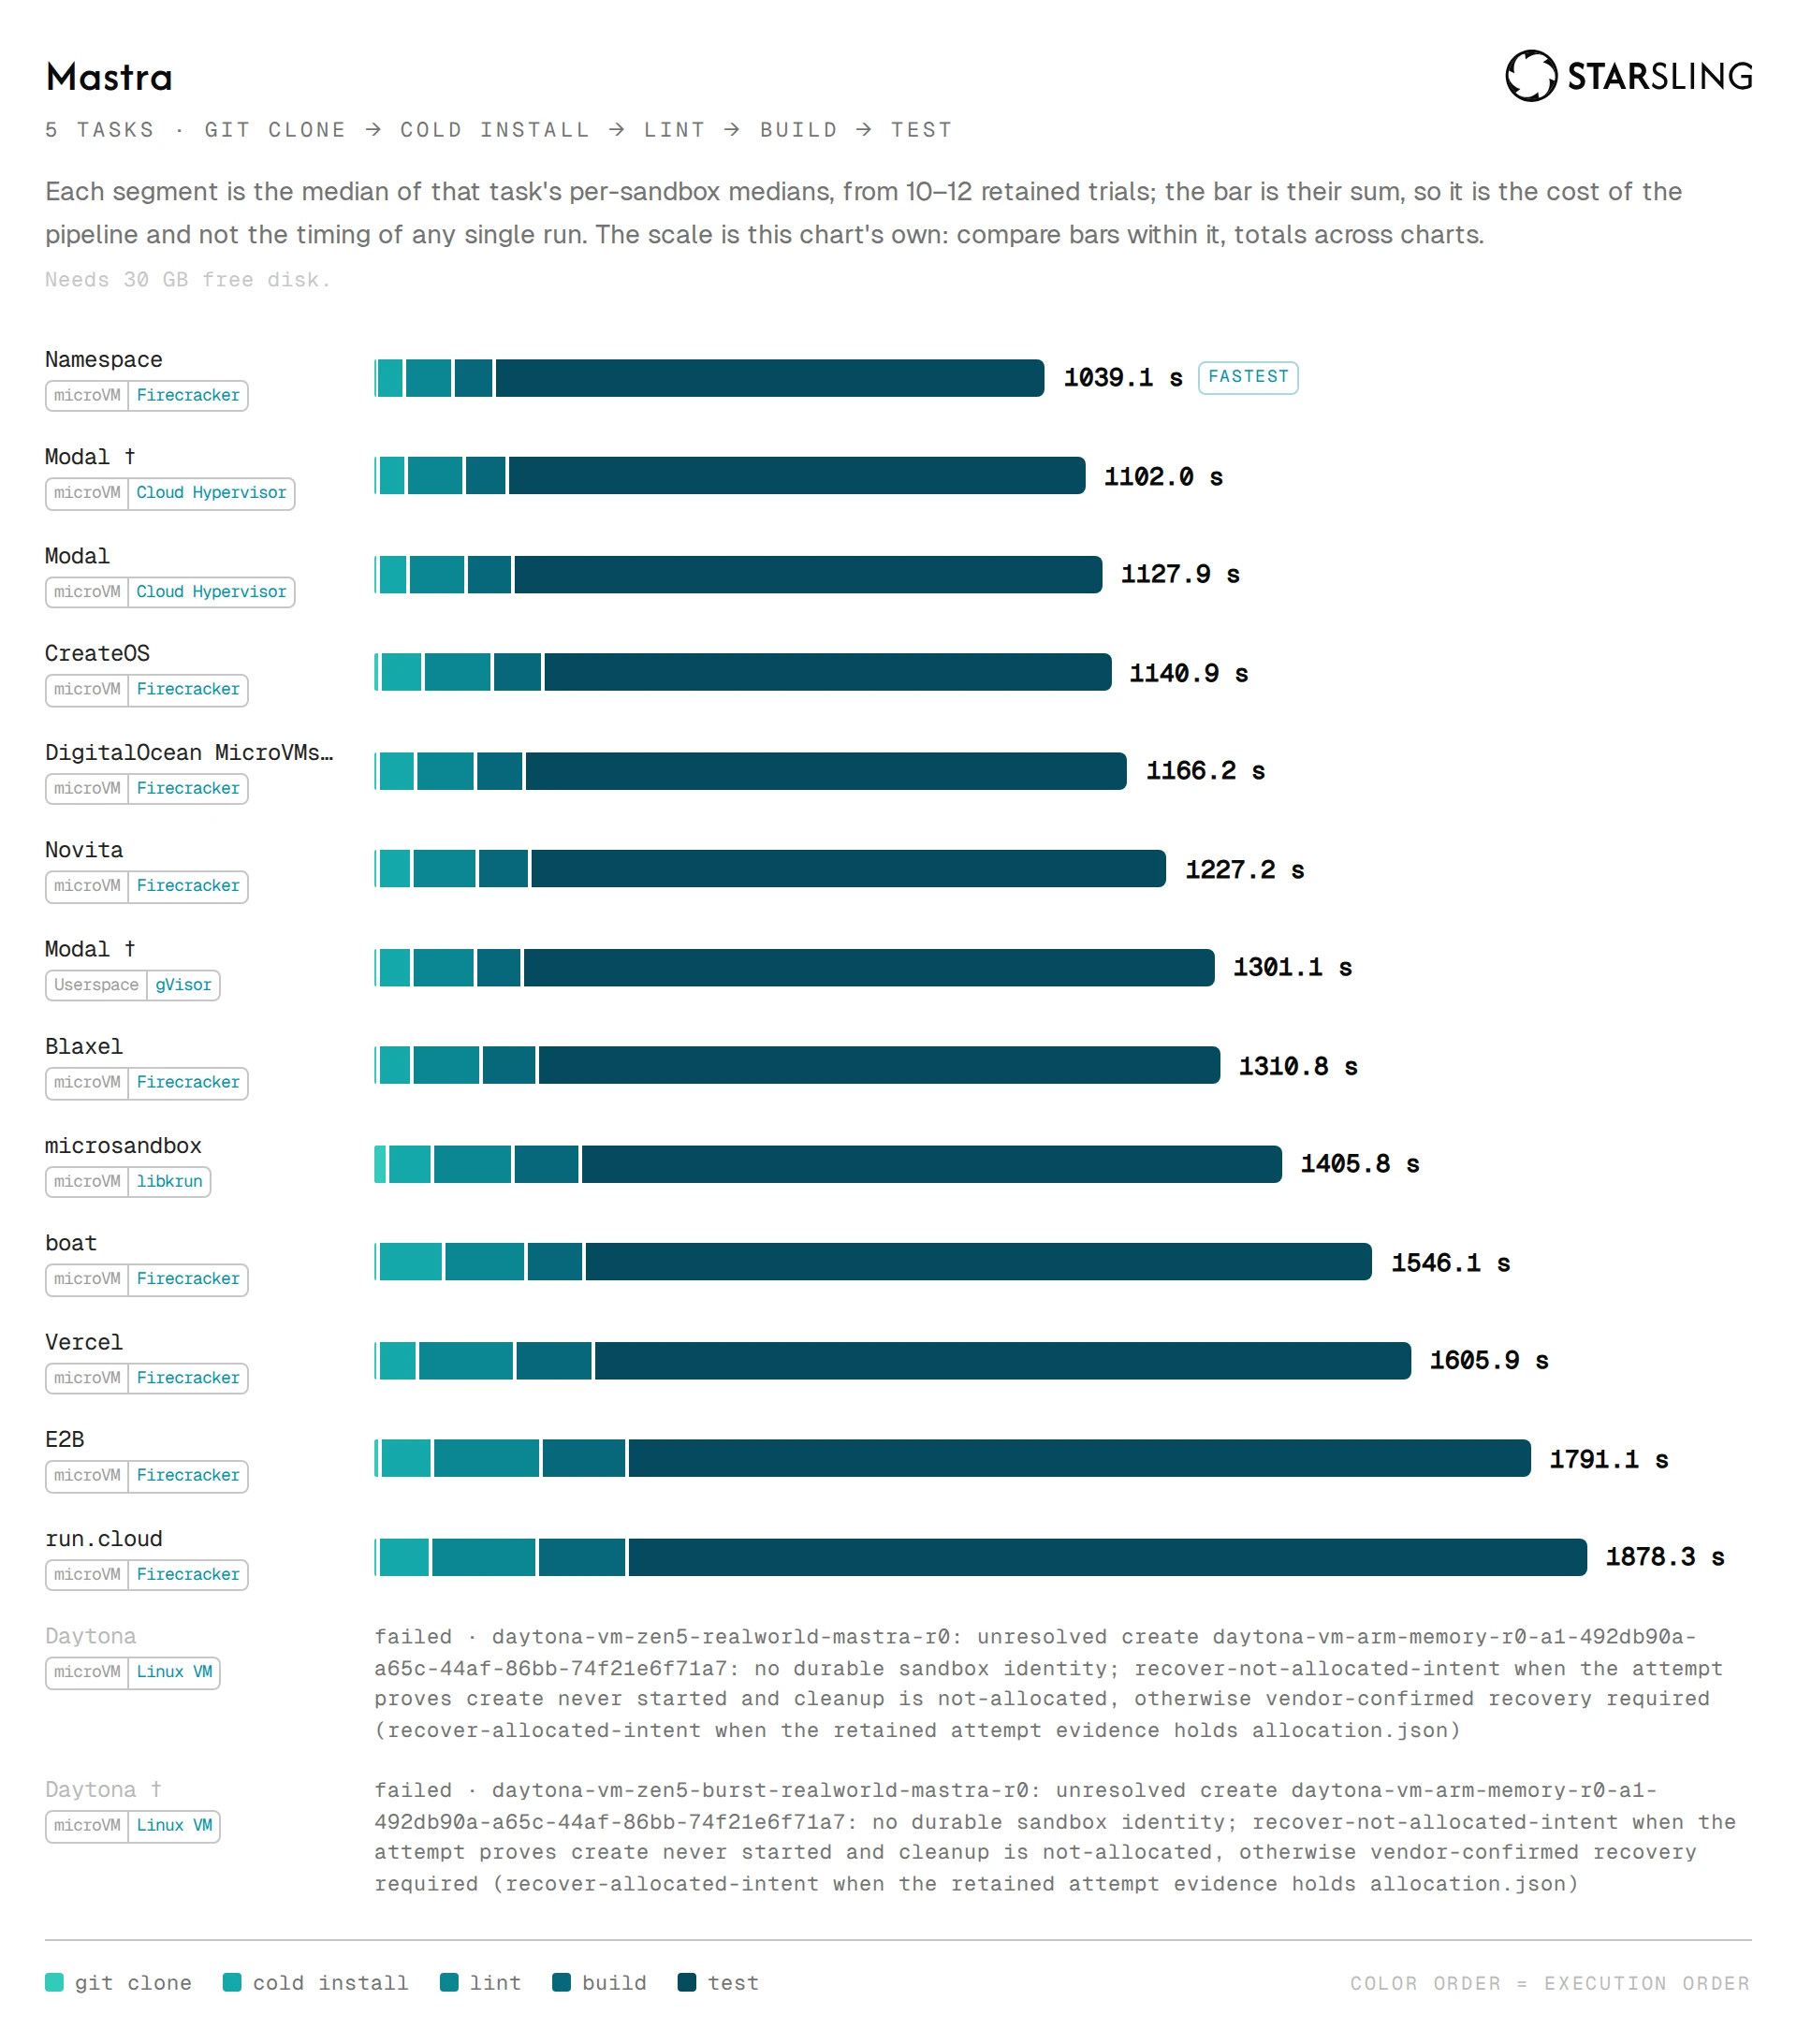 Mastra
STARSLING
5 TASKS · GIT CLONE → COLD INSTALL → LINT → BUILD → TEST
Each segment is the median of that task's per-sandbox medians, from 10–12 retained trials; the bar is their sum, so it is the cost of the
pipeline and not the timing of any single run. The scale is this chart's own: compare bars within it, totals across charts.
Needs 30 GB free disk.
Namespace
microVM Firecracker
1039.1 s FASTEST
Modal †
microVM Cloud Hypervisor
1102.0 s
Modal
microVM Cloud Hypervisor
1127.9 s
CreateOS
microVM Firecracker
1140.9 s
DigitalOcean MicroVMs…
microVM Firecracker
1166.2 s
Novita
microVM Firecracker
1227.2 s
Modal †
Userspace gVisor
1301.1 s
Blaxel
microVM Firecracker
1310.8 s
microsandbox
microVM libkrun
1405.8 s
boat
microVM Firecracker
1546.1 s
Vercel
microVM Firecracker
1605.9 s
E2B
microVM Firecracker
1791.1 s
run.cloud
microVM Firecracker
1878.3 s
Daytona
microVM Linux VM
failed · daytona-vm-zen5-realworld-mastra-r0: unresolved create daytona-vm-arm-memory-r0-a1-492db90a-
a65c-44af-86bb-74f21e6f71a7: no durable sandbox identity; recover-not-allocated-intent when the attempt
proves create never started and cleanup is not-allocated, otherwise vendor-confirmed recovery required
(recover-allocated-intent when the retained attempt evidence holds allocation.json)
Daytona †
microVM Linux VM
failed · daytona-vm-zen5-burst-realworld-mastra-r0: unresolved create daytona-vm-arm-memory-r0-a1-
492db90a-a65c-44af-86bb-74f21e6f71a7: no durable sandbox identity; recover-not-allocated-intent when the
attempt proves create never started and cleanup is not-allocated, otherwise vendor-confirmed recovery
required (recover-allocated-intent when the retained attempt evidence holds allocation.json)
git clone cold install lint build test
COLOR ORDER = EXECUTION ORDER